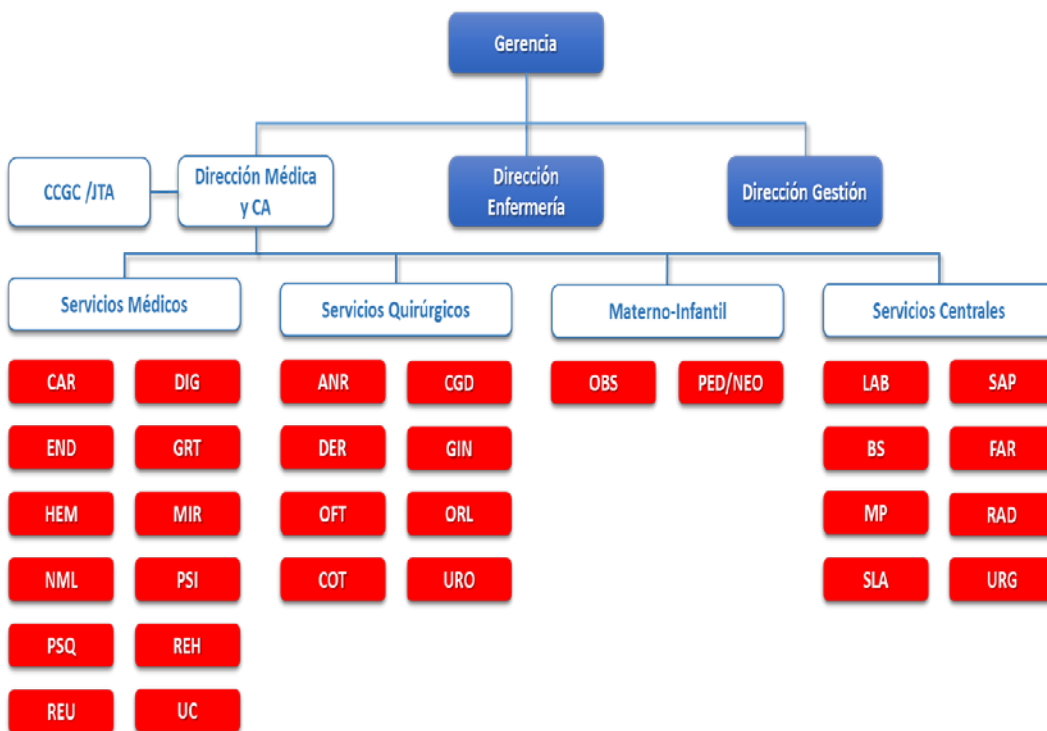 Gerencia
CCGC /JTA
Dirección Médica
y CA
Dirección
Enfermería
Dirección Gestión
Servicios Médicos
Servicios Quirúrgicos
Materno-Infantil
Servicios Centrales
CAR
DIG
ANR
CGD
OBS
PED/NEO
LAB
SAP
END
GRT
DER
GIN
BS
FAR
HEM
MIR
OFT
ORL
MP
RAD
NML
PSI
COT
URO
SLA
URG
PSQ
REH
REU
UC